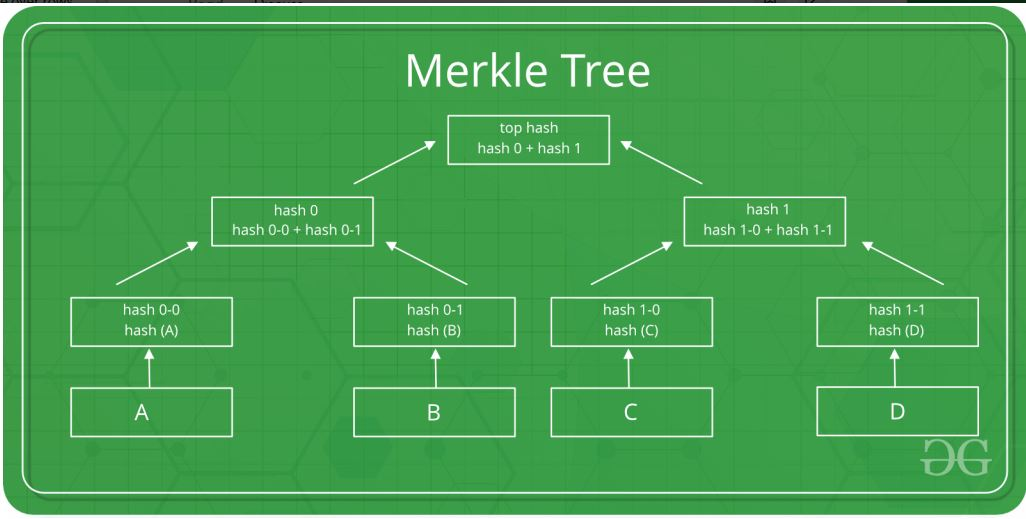 Merkle Tree
top hash
hash 0 + hash 1
hash 0
hash 0-0 + hash 0-1
hash 1
hash 1-0 + hash 1-1
hash 0-0
hash (A)
hash 0-1
hash (B)
hash 1-0
hash (C)
hash 1-1
hash (D)
A
B
C
D